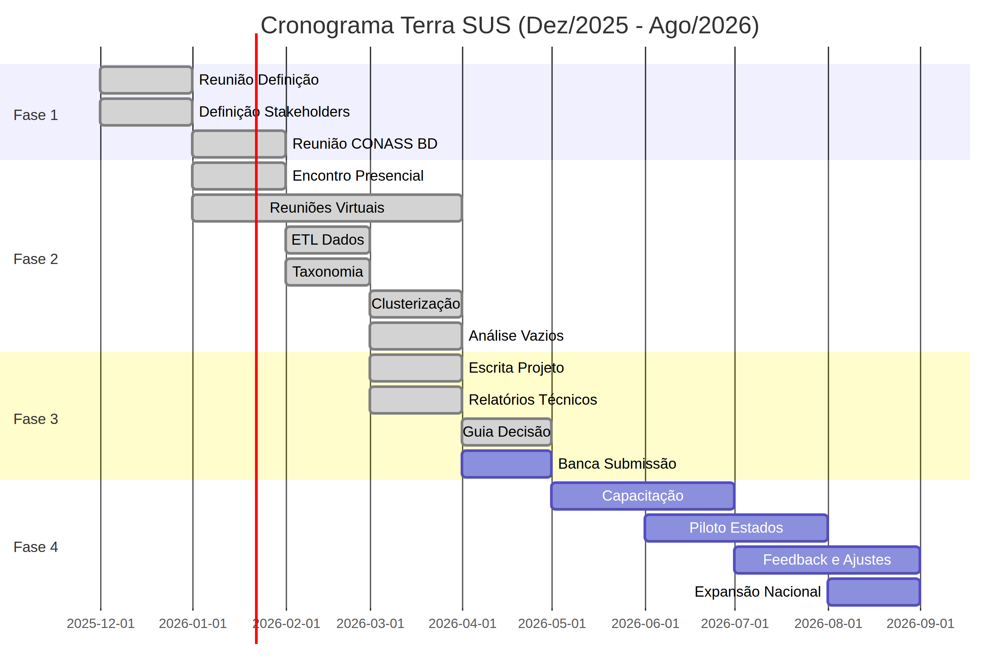 Cronograma Terra SUS (Dez/2025 - Ago/2026)
Fase 1
Reunião Definição
Definição Stakeholders
Reunião CONASS BD
Fase 2
Encontro Presencial
Reuniões Virtuais
ETL Dados
Taxonomia
Clusterização
Análise Vazios
Fase 3
Escrita Projeto
Relatórios Técnicos
Guia Decisão
Banca Submissão
Fase 4
Capacitação
Piloto Estados
Feedback e Ajustes
Expansão Nacional
2025-12-01 2026-01-01 2026-02-01 2026-03-01 2026-04-01 2026-05-01 2026-06-01 2026-07-01 2026-08-01 2026-09-01